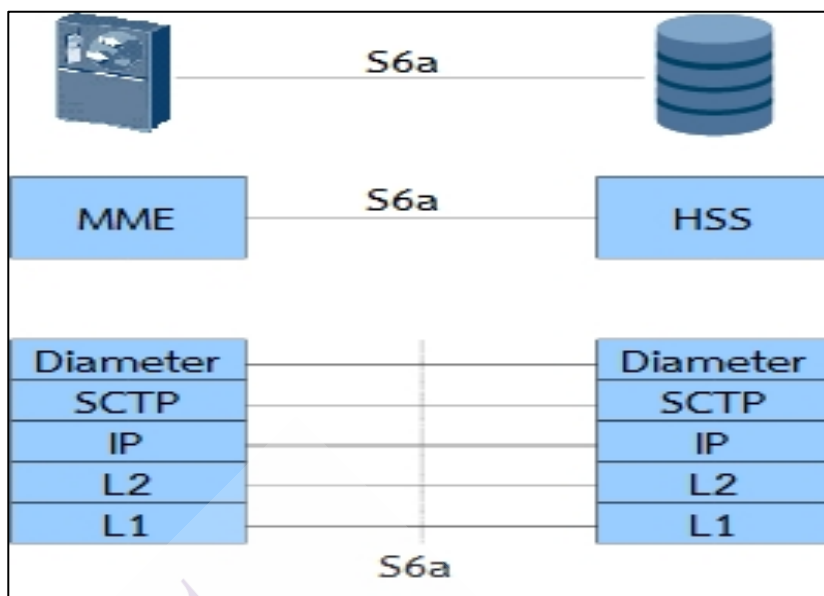 S6a
MME S6a HSS
Diameter Diameter
SCTP SCTP
IP IP
L2 L2
L1 L1
S6a